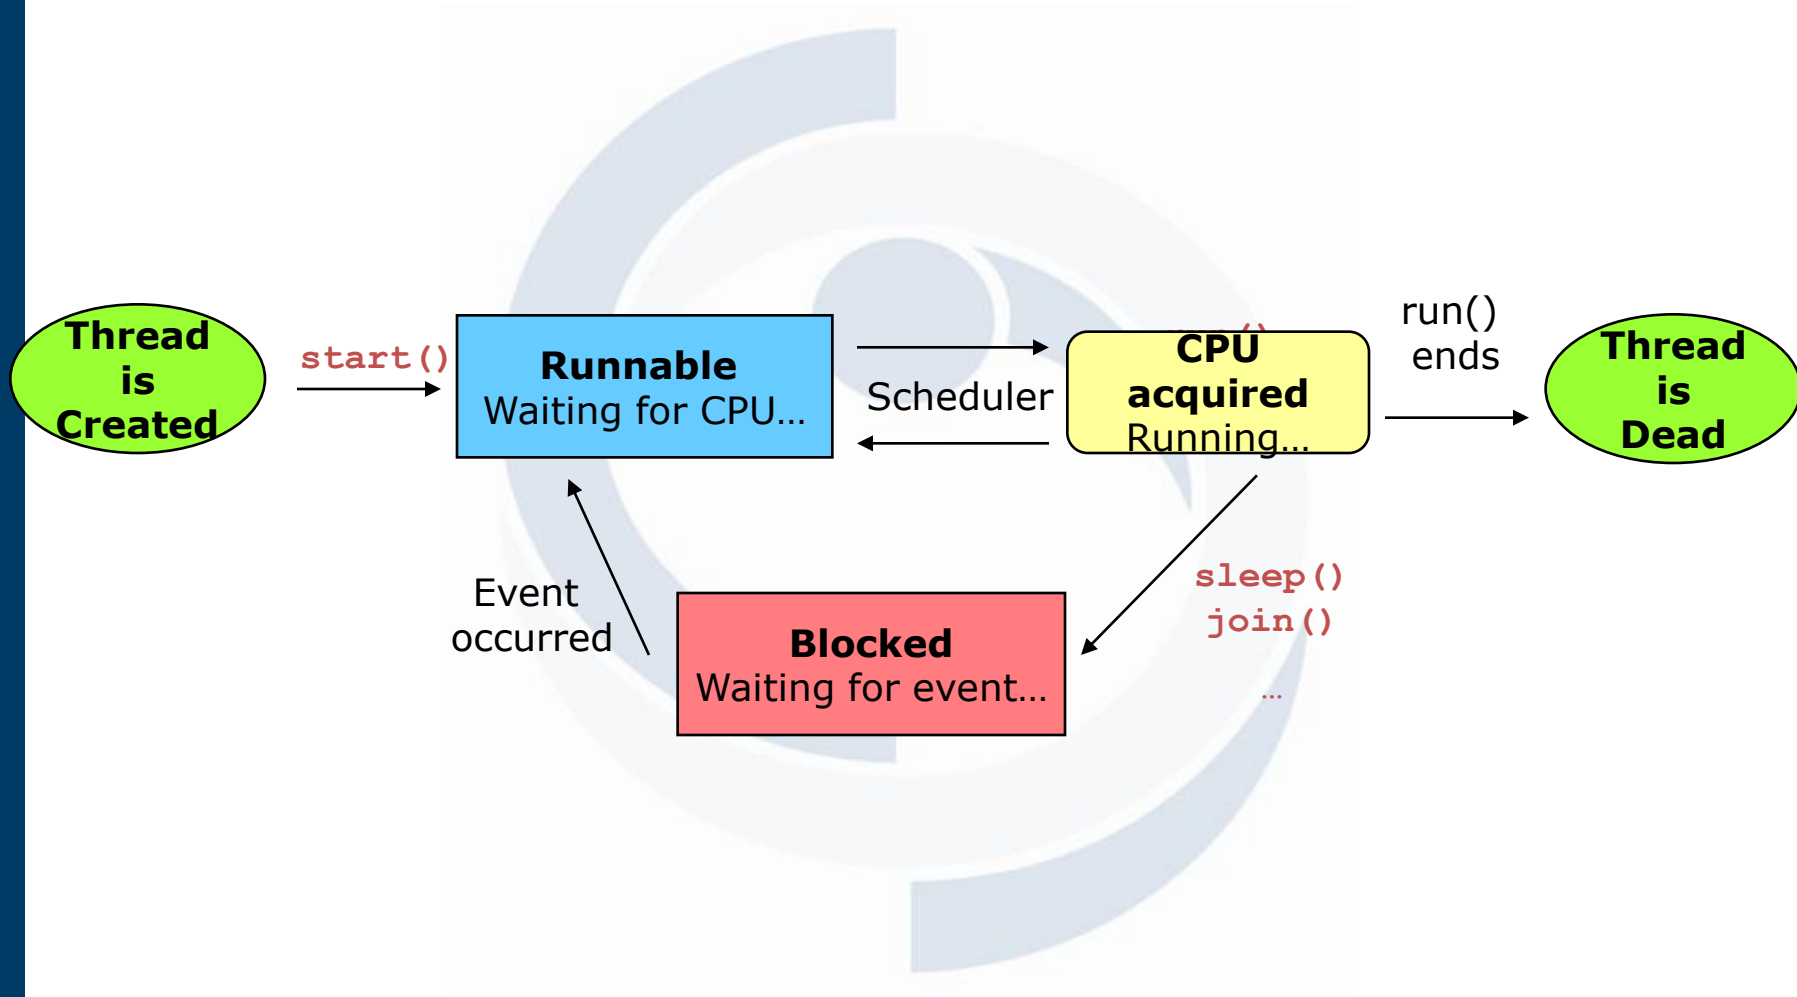 Thread
is
Created
start()
Runnable
Waiting for CPU...
Scheduler
CPU
acquired
Running...
run()
ends
Thread
is
Dead
Event
occurred
Blocked
Waiting for event...
sleep()
join()
...